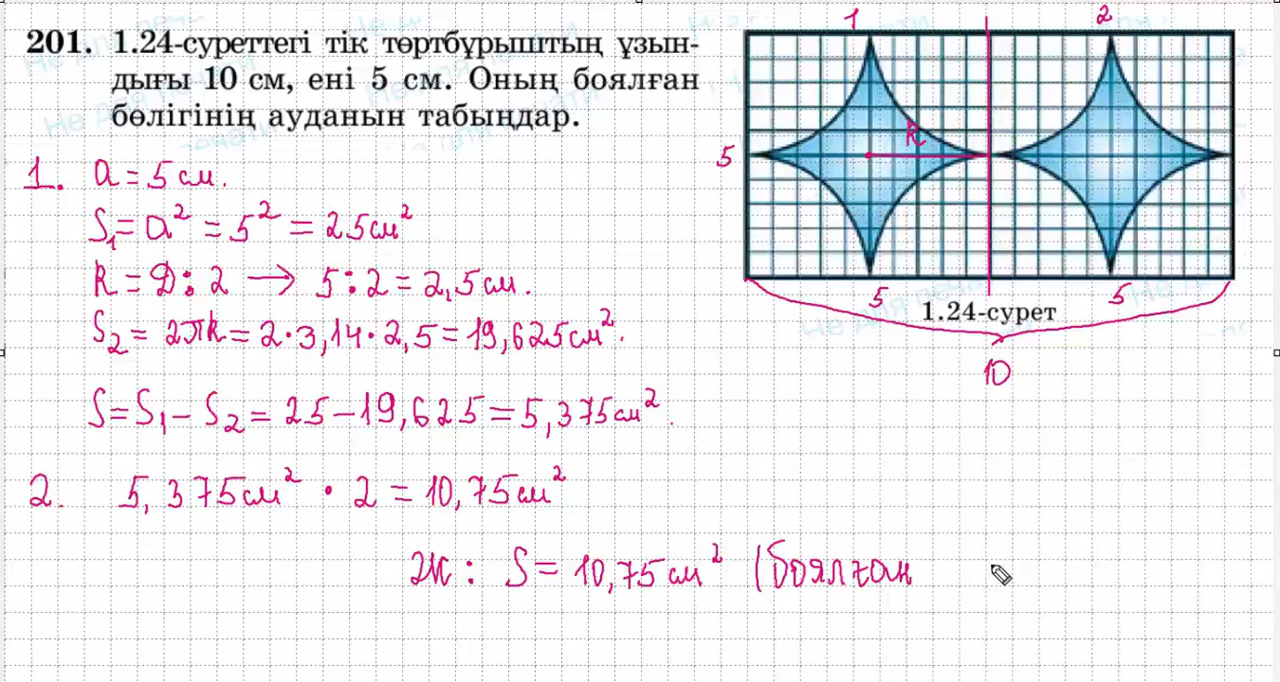 201. 1.24-суреттегі тік төртбұрыштың ұзын-
дығы 10 см, ені 5 см. Оның боялған
бөлігінің ауданын табыңдар.
1. a = 5 см.
S₁ = a² = 5² = 25 см²
R = D : 2 → 5 : 2 = 2,5 см.
S₂ = 2πR = 2 · 3,14 · 2,5 = 19,625 см².
S = S₁ − S₂ = 25 − 19,625 = 5,375 см².
2. 5,375 см² · 2 = 10,75 см²
Ж : S = 10,75 см² (боялған
1
2
R
5
5
5
1.24-сурет
10